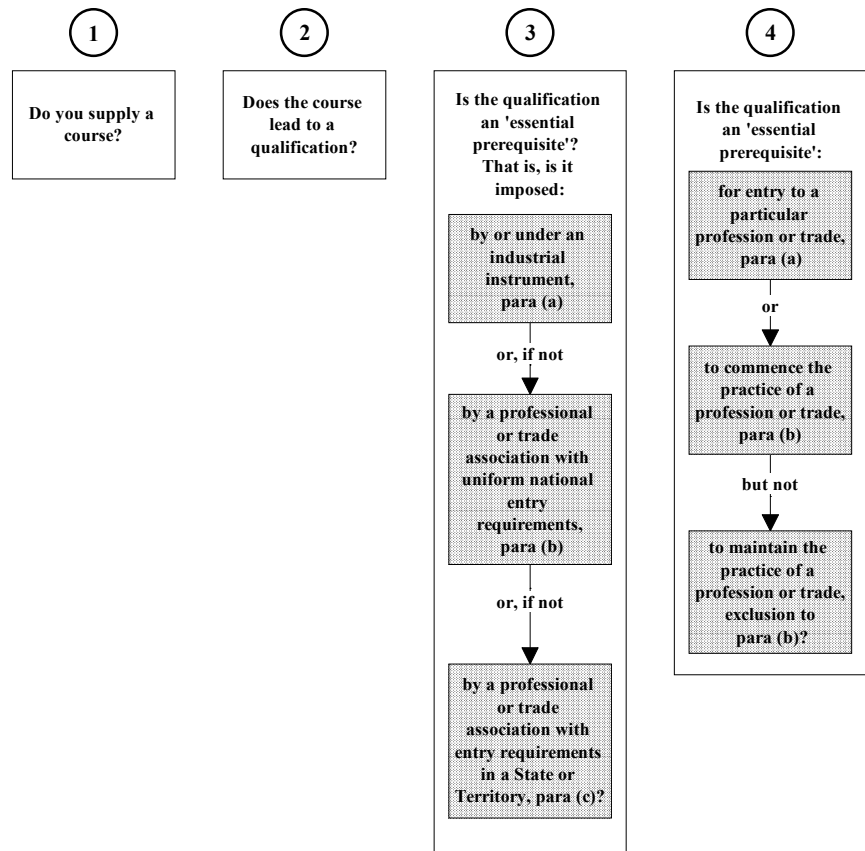 1
Do you supply a
course?
2
Does the course
lead to a
qualification?
3
Is the qualification
an 'essential
prerequisite'?
That is, is it
imposed:
by or under an
industrial
instrument,
para (a)
or, if not
by a professional
or trade
association with
uniform national
entry
requirements,
para (b)
or, if not
by a professional
or trade
association with
entry requirements
in a State or
Territory, para (c)?
4
Is the qualification
an 'essential
prerequisite':
for entry to a
particular
profession or trade,
para (a)
or
to commence the
practice of a
profession or trade,
para (b)
but not
to maintain the
practice of a
profession or trade,
exclusion to
para (b)?